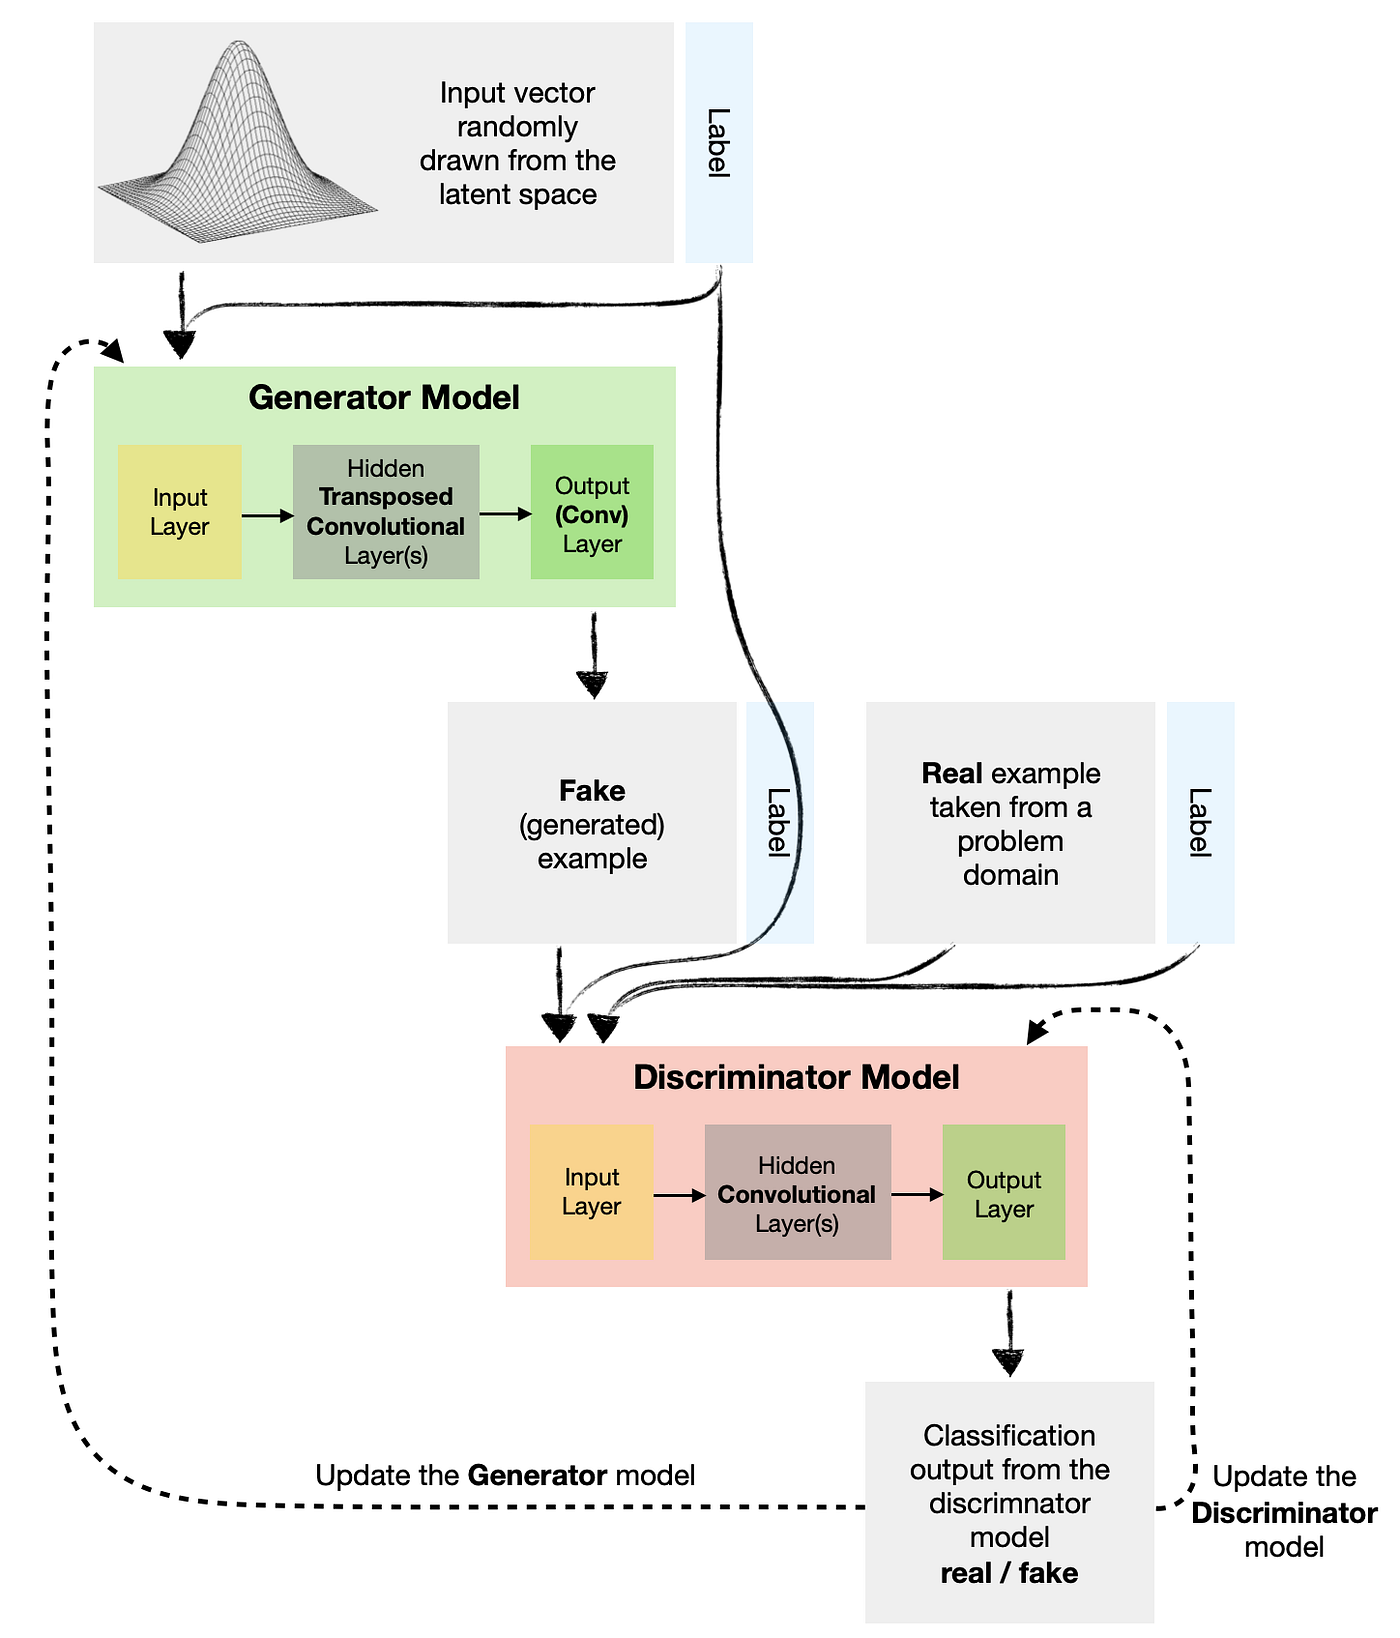 Input vector
randomly
drawn from the
latent space
Label
Generator Model
Input
Layer
Hidden
Transposed
Convolutional
Layer(s)
Output
(Conv)
Layer
Fake
(generated)
example
Label
Real example
taken from a
problem
domain
Label
Discriminator Model
Input
Layer
Hidden
Convolutional
Layer(s)
Output
Layer
Classification
output from the
discrimnator
model
real / fake
Update the Generator model
Update the
Discriminator
model